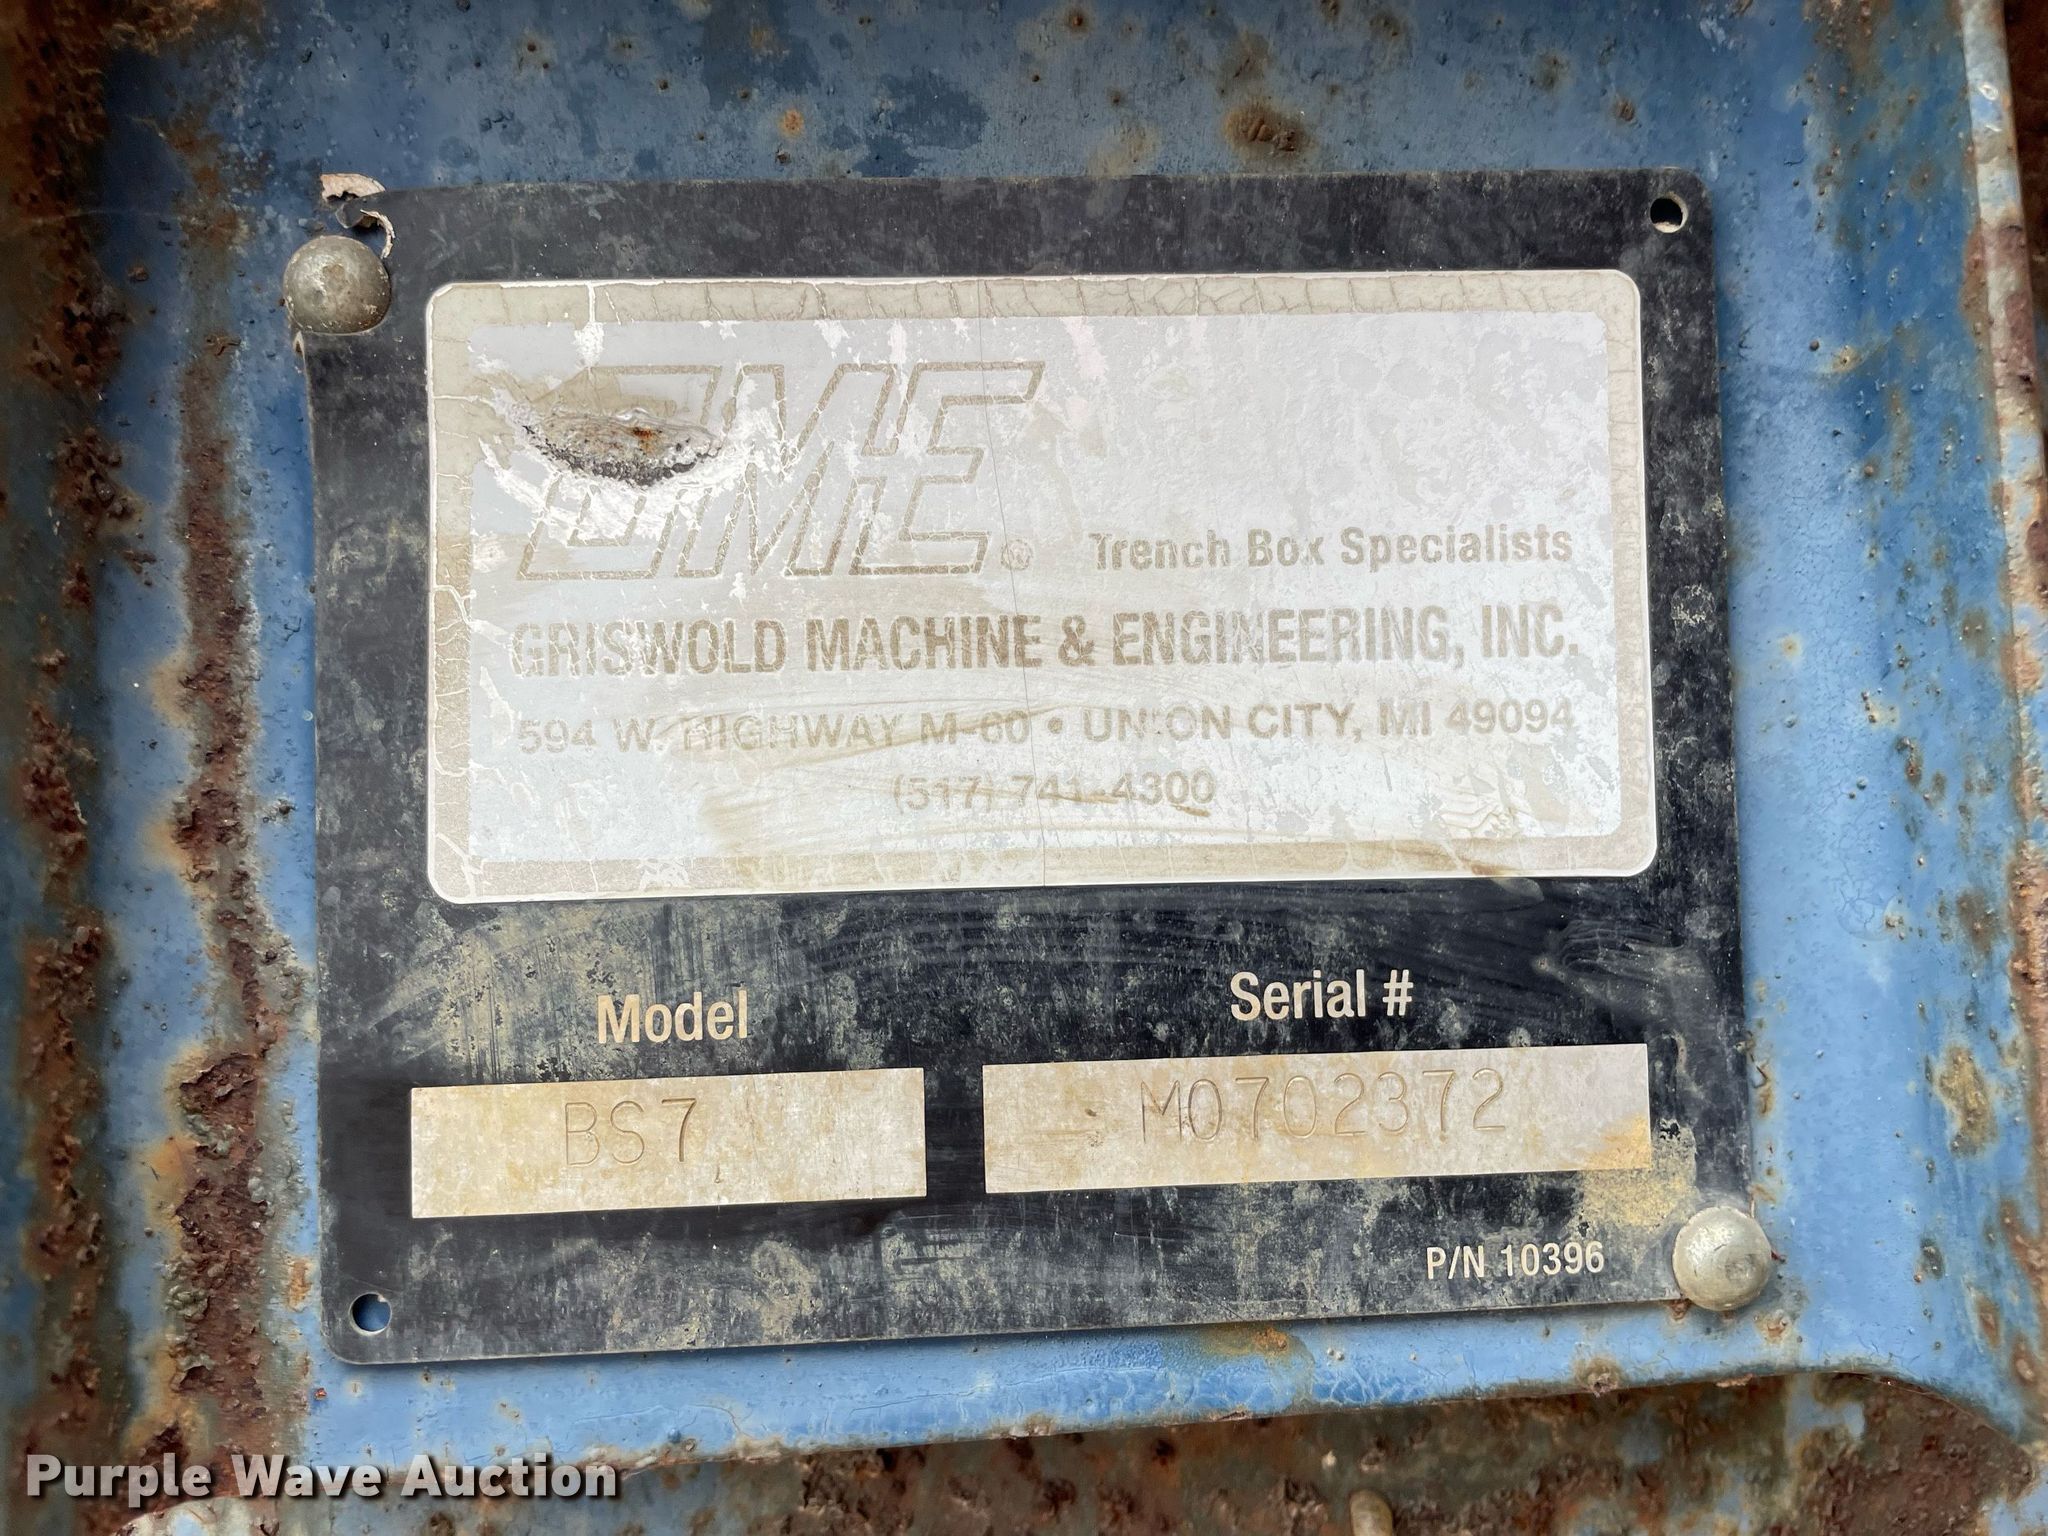 GME®
Trench Box Specialists
GRISWOLD MACHINE & ENGINEERING, INC.
594 W. HIGHWAY M-60 • UNION CITY, MI 49094
(517) 741-4300
Model
Serial #
BS7
M0702372
P/N 10396
Purple Wave Auction